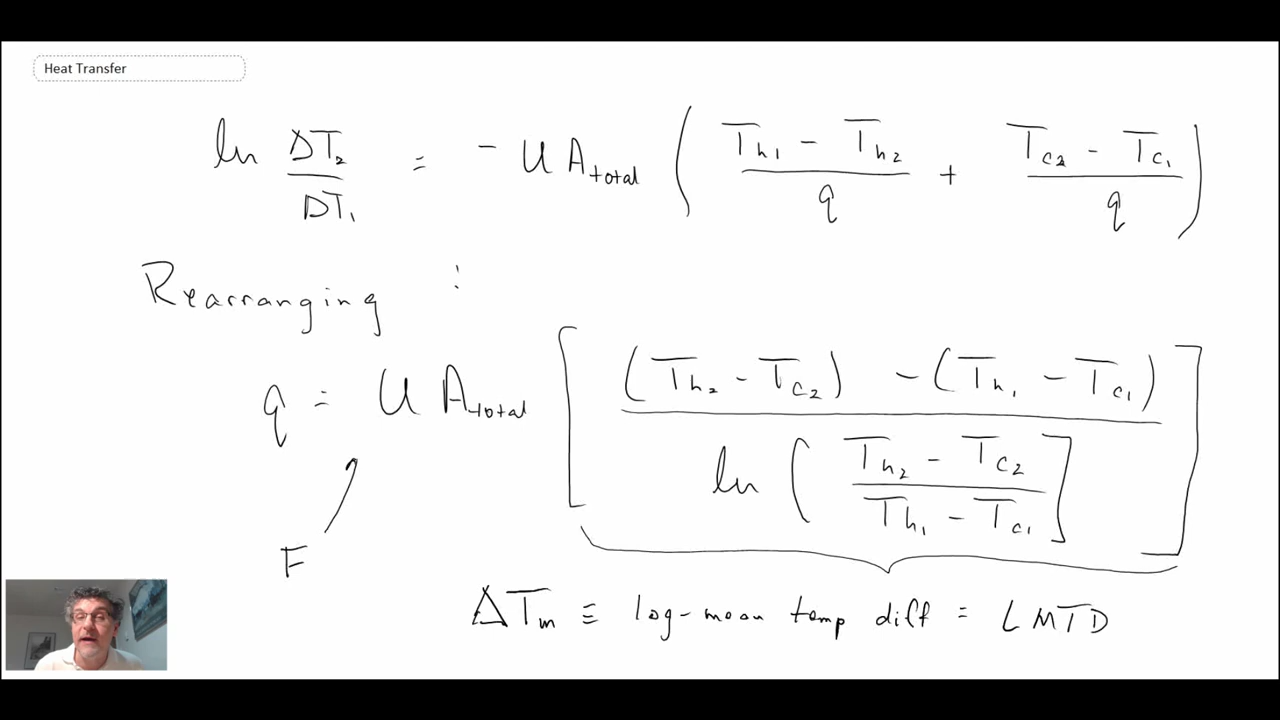 Heat Transfer
ln ΔT₂/ΔT₁ = - U A_total ( (T_h₁ - T_h₂)/q + (T_c₂ - T_c₁)/q )
Rearranging :
q = U A_total [ ((T_h₂ - T_c₂) - (T_h₁ - T_c₁)) / ln ( (T_h₂ - T_c₂)/(T_h₁ - T_c₁) ] ]
F
ΔT_m ≡ log-mean temp diff = LMTD